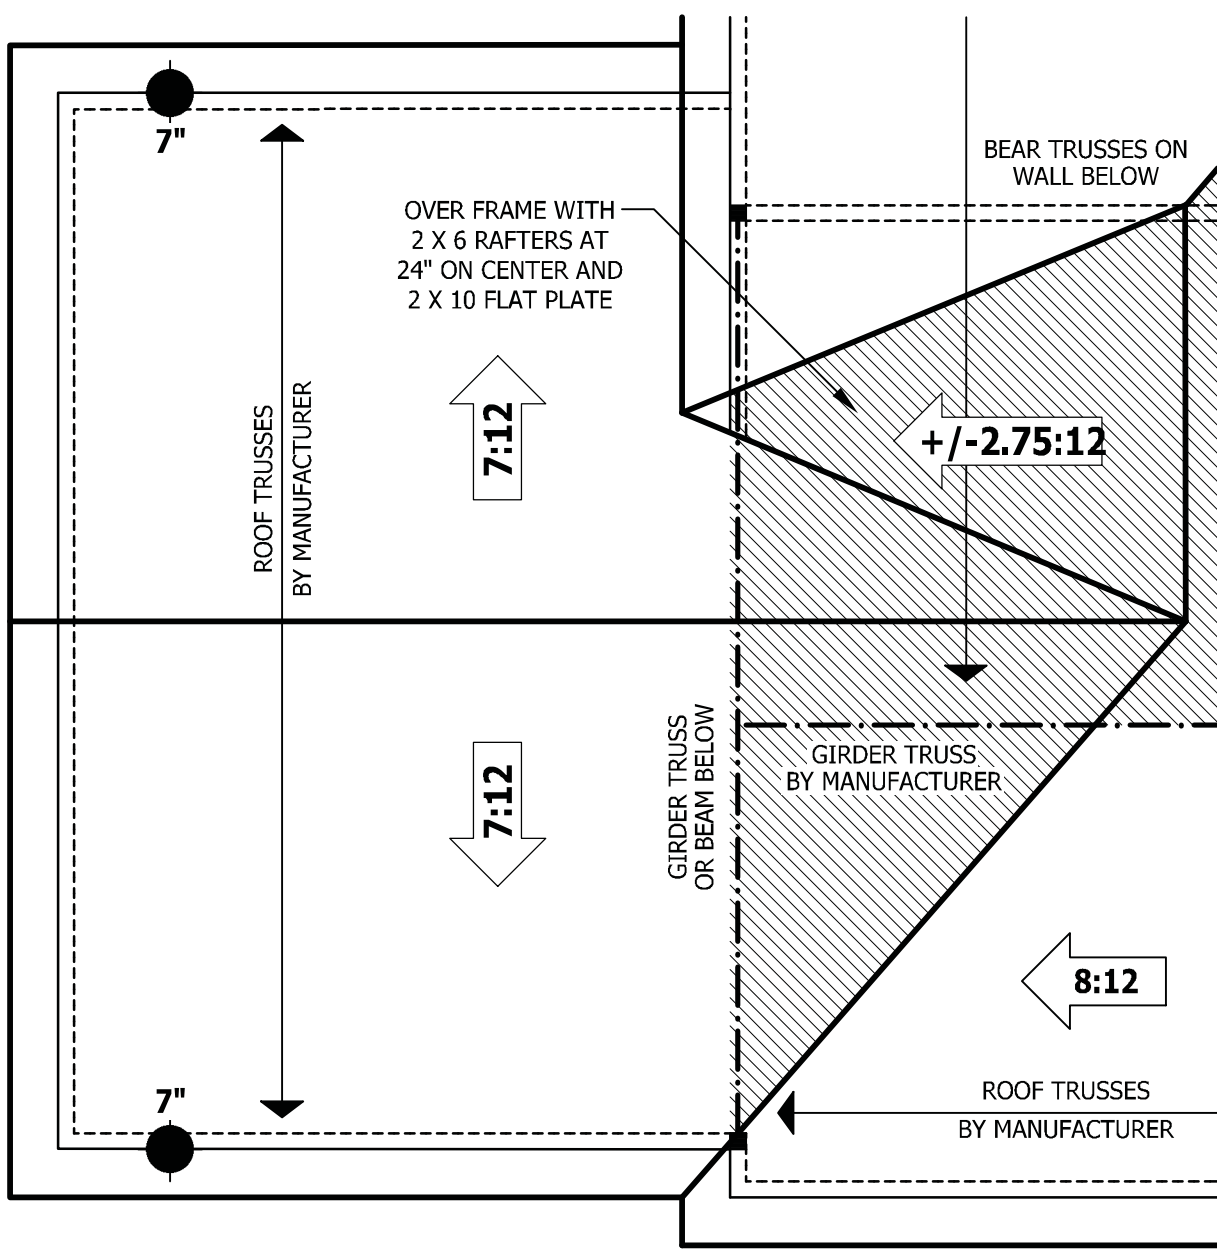 7"
BEAR TRUSSES ON
WALL BELOW
OVER FRAME WITH
2 X 6 RAFTERS AT
24" ON CENTER AND
2 X 10 FLAT PLATE
ROOF TRUSSES
BY MANUFACTURER
7:12
+/-2.75:12
7:12
GIRDER TRUSS
OR BEAM BELOW
GIRDER TRUSS
BY MANUFACTURER
8:12
7"
ROOF TRUSSES
BY MANUFACTURER